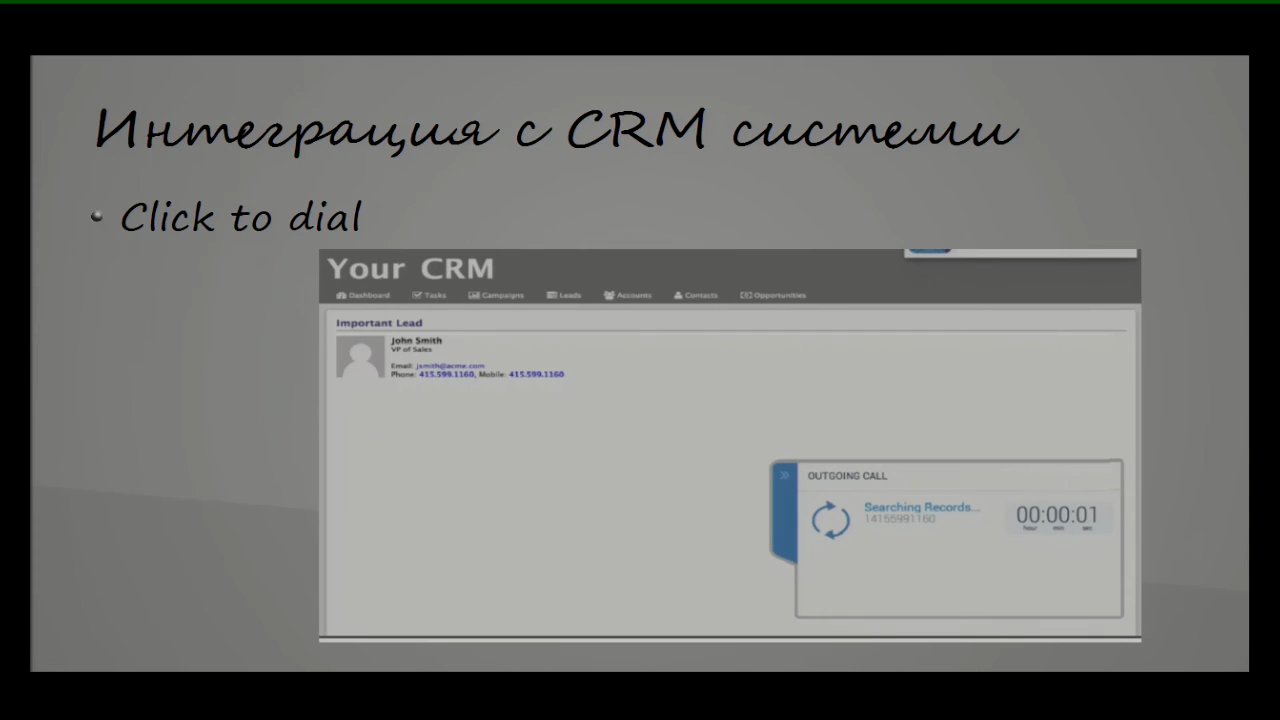 Интеграция с CRM системи
Click to dial
Your CRM
Dashboard Tasks Campaigns Leads Accounts Contacts Opportunities
Important Lead
John Smith
VP of Sales
Email: jsmith@acme.com
Phone: 415.599.1160, Mobile: 415.599.1160
OUTGOING CALL
Searching Records...
14155991160
00:00:01
hour min sec